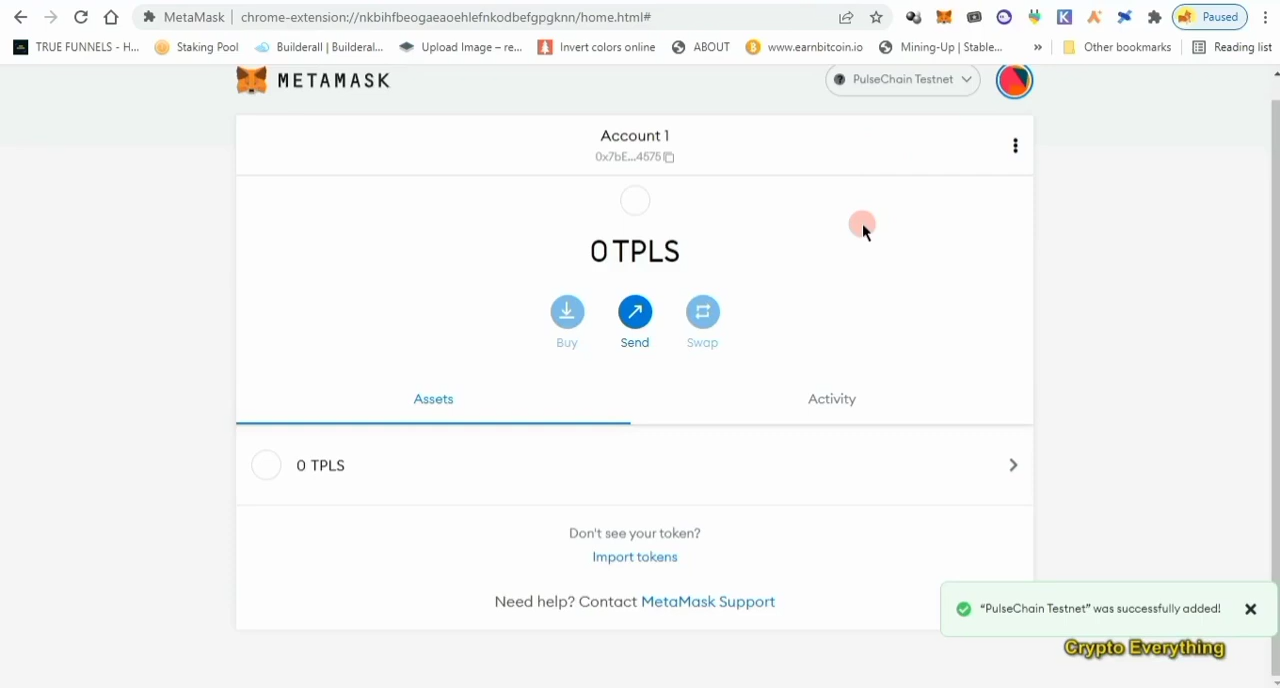 MetaMask | chrome-extension://nkbihfbeogaeaoehlefnkodbefgpgknn/home.html# Paused
TRUE FUNNELS - H... Staking Pool Builderall | Builderal... Upload Image – re... Invert colors online ABOUT www.earnbitcoin.io Mining-Up | Stable... » Other bookmarks Reading list
METAMASK PulseChain Testnet
Account 1
0x7bE...4575
0 TPLS
Buy Send Swap
Assets Activity
0 TPLS
Don't see your token?
Import tokens
Need help? Contact MetaMask Support
“PulseChain Testnet” was successfully added!
Crypto Everything